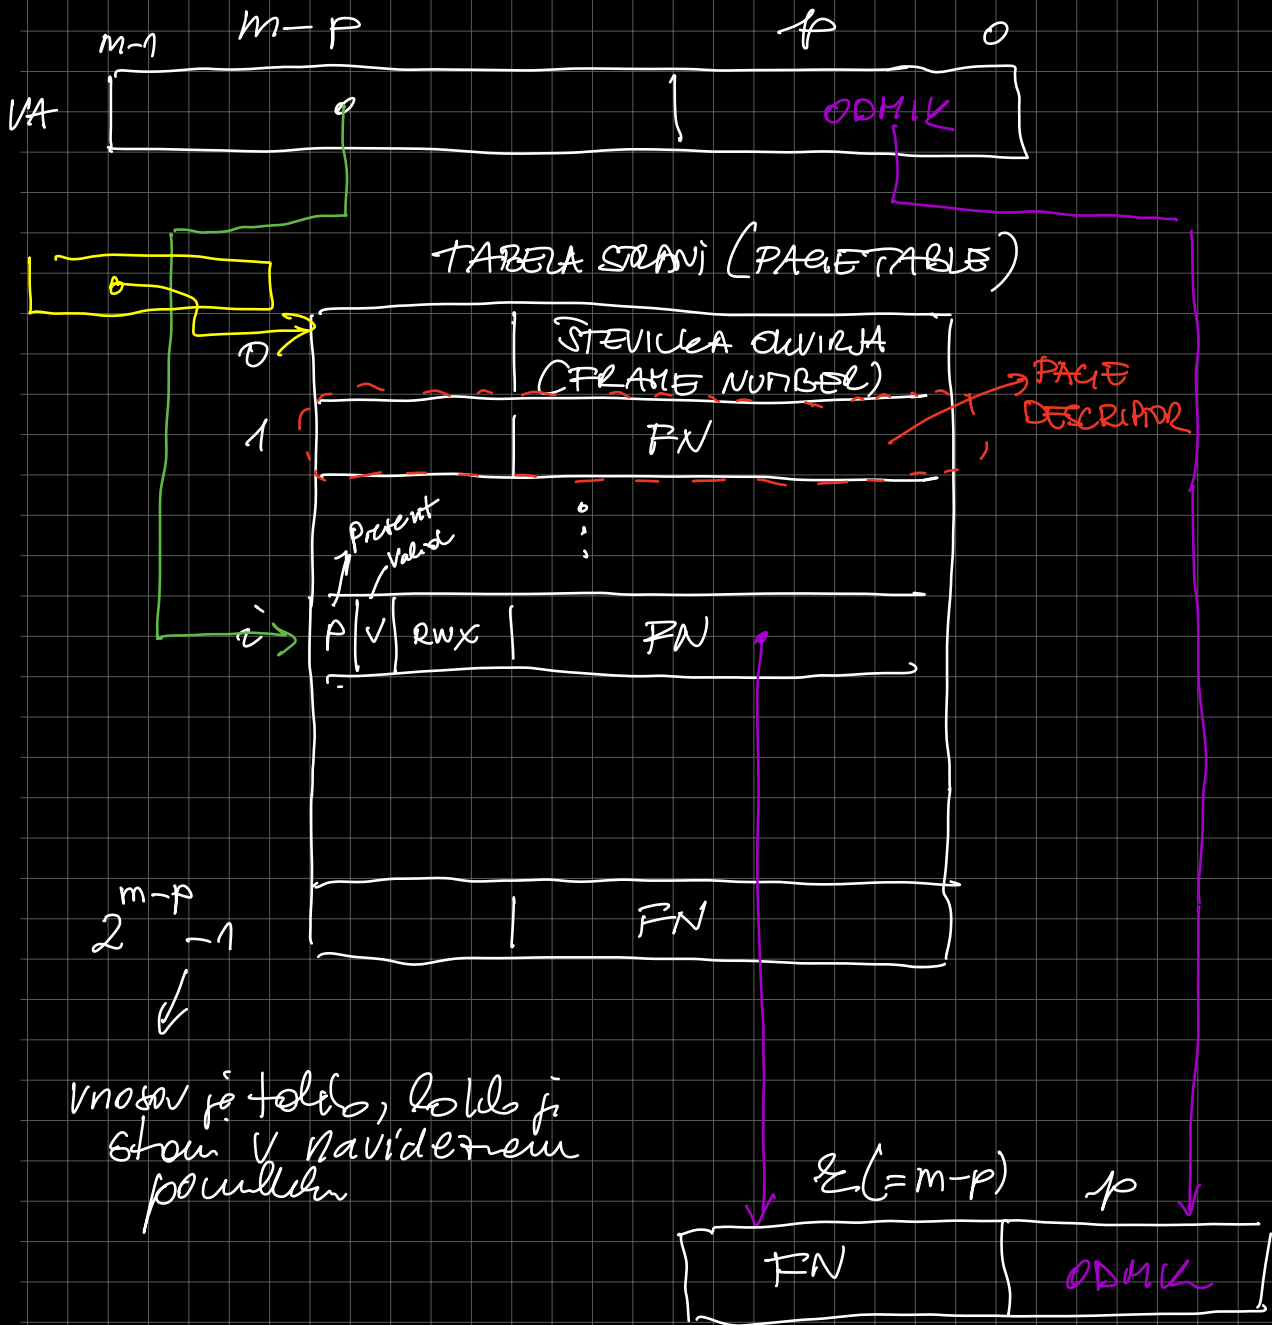 m-1 m-p p 0
VA ODMIK
TABELA STRANI (PAGETABLE)
0 ŠTEVILKA OKVIRJA
(FRAME NUMBER)
PAGE
DESCRIPTOR
1 FN
Present
Valid
i P V RWX FN
2^m-p -1 FN
vnosov je toliko, kolko je
strani v navideznem
pomnilniku
(=m-p) p
FN ODMIK